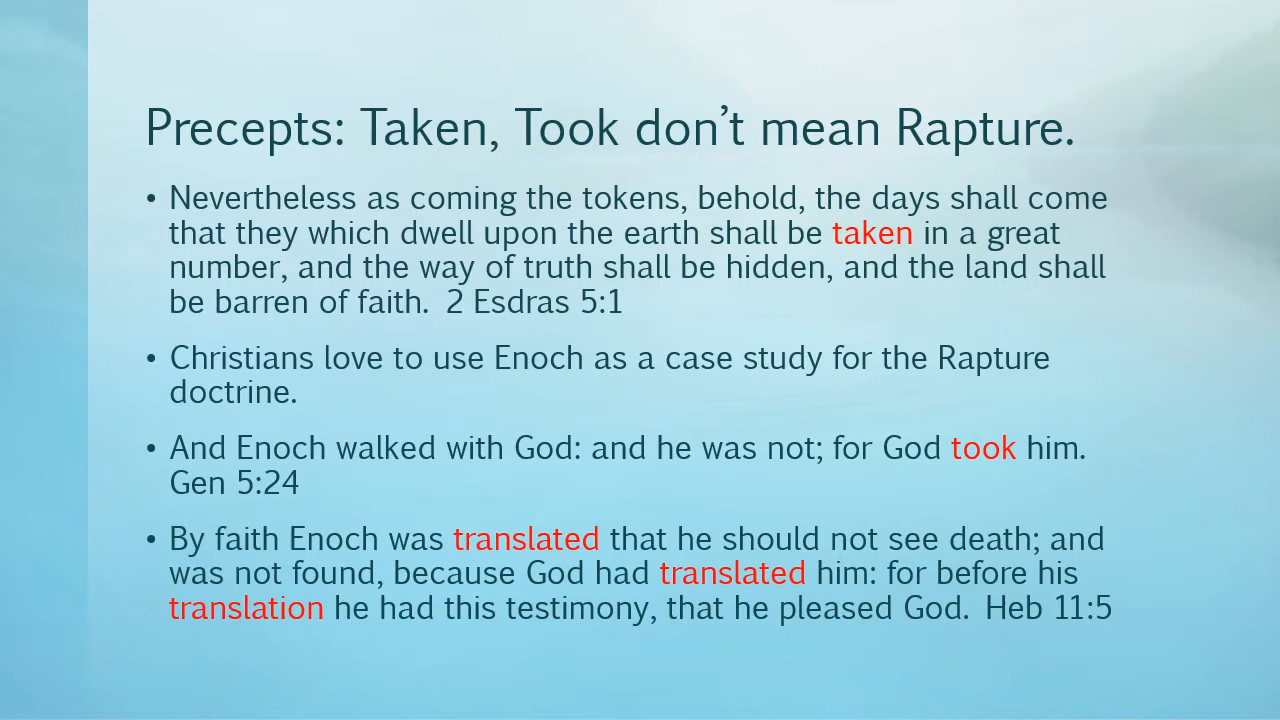 Precepts: Taken, Took don’t mean Rapture.
• Nevertheless as coming the tokens, behold, the days shall come
that they which dwell upon the earth shall be taken in a great
number, and the way of truth shall be hidden, and the land shall
be barren of faith.  2 Esdras 5:1
• Christians love to use Enoch as a case study for the Rapture
doctrine.
• And Enoch walked with God: and he was not; for God took him.
Gen 5:24
• By faith Enoch was translated that he should not see death; and
was not found, because God had translated him: for before his
translation he had this testimony, that he pleased God.  Heb 11:5